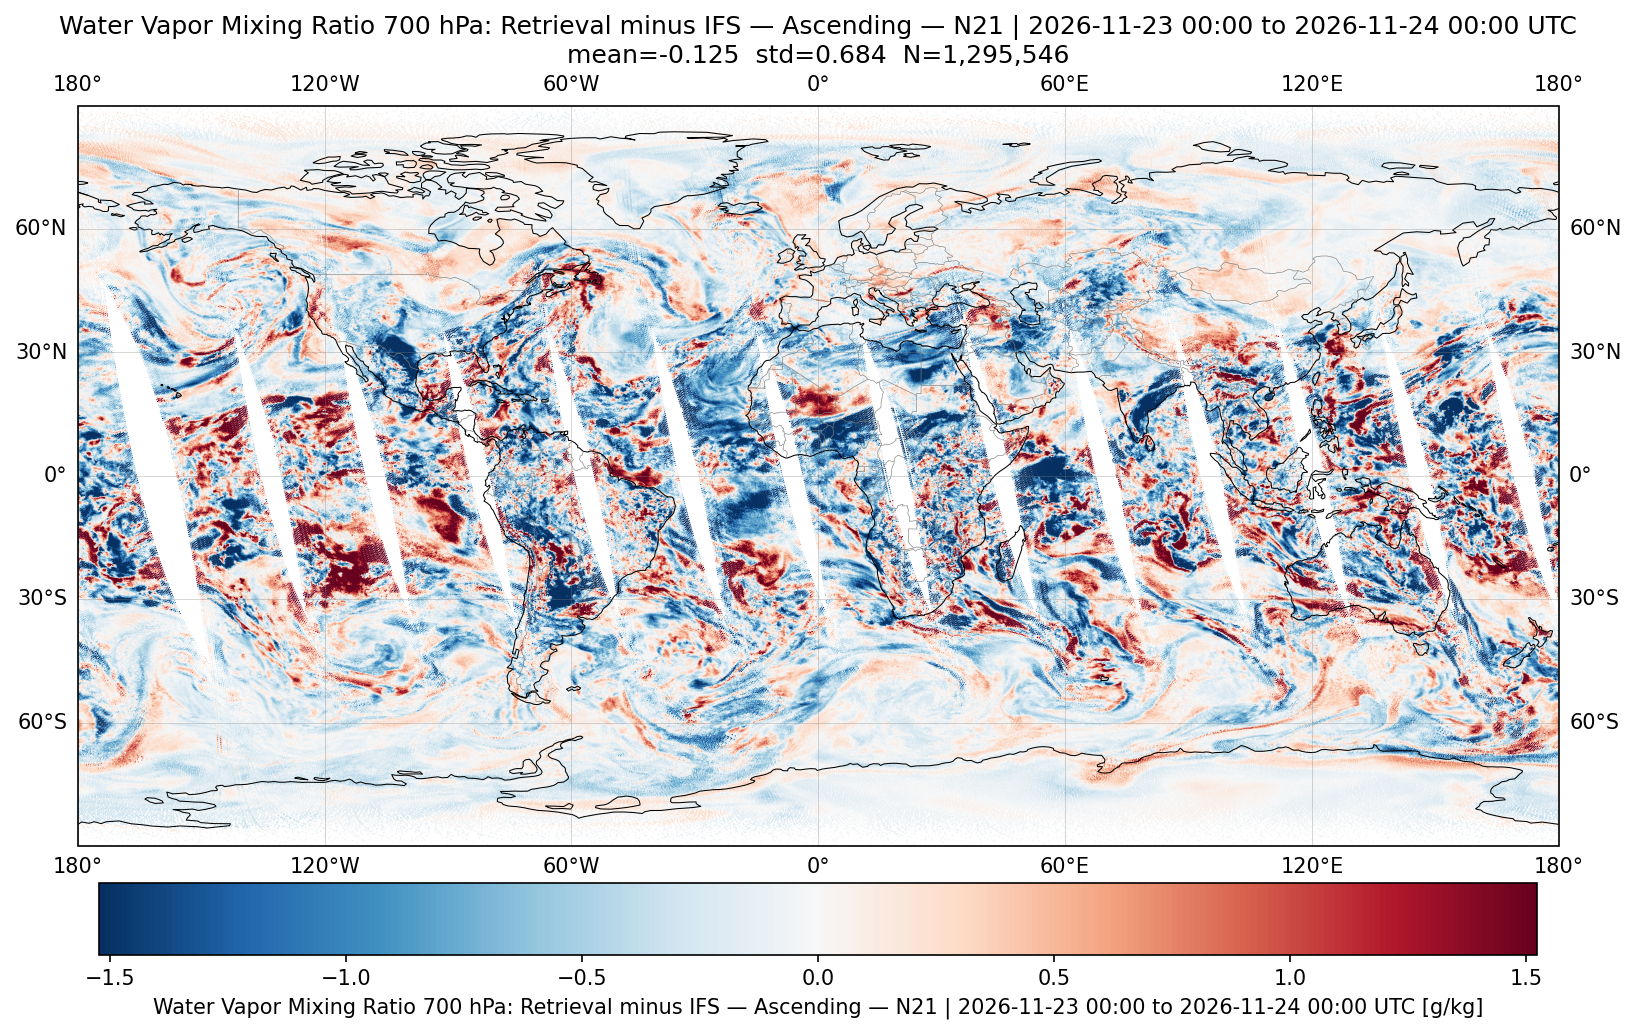 Water Vapor Mixing Ratio 700 hPa: Retrieval minus IFS — Ascending — N21 | 2026-11-23 00:00 to 2026-11-24 00:00 UTC
mean=-0.125  std=0.684  N=1,295,546
180° 120°W 60°W 0° 60°E 120°E 180°
60°N 60°N
30°N 30°N
0° 0°
30°S 30°S
60°S 60°S
180° 120°W 60°W 0° 60°E 120°E 180°
−1.5 −1.0 −0.5 0.0 0.5 1.0 1.5
Water Vapor Mixing Ratio 700 hPa: Retrieval minus IFS — Ascending — N21 | 2026-11-23 00:00 to 2026-11-24 00:00 UTC [g/kg]